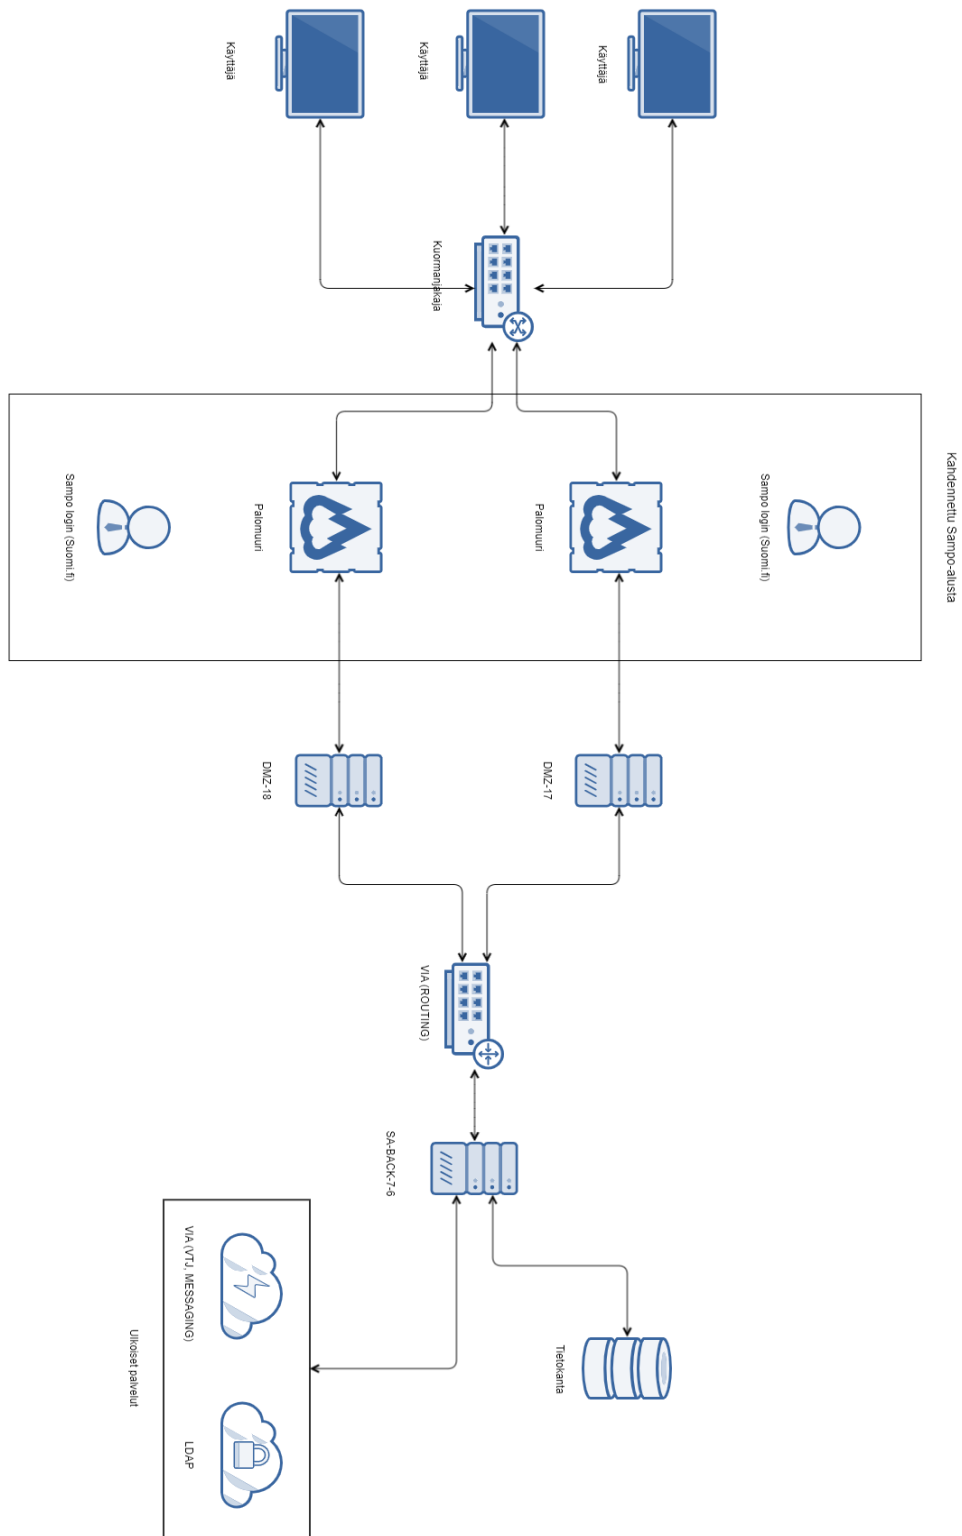 Käyttäjä
Käyttäjä
Käyttäjä
Kuormanjakaja
Kahdennettu Sampo-alusta
Sampo login (Suomi.fi)
Palomuuri
Palomuuri
Sampo login (Suomi.fi)
DMZ-17
DMZ-18
VIA (ROUTING)
SA-BACK-7-6
Tietokanta
VIA (VTJ, MESSAGING)
LDAP
Ulkoiset palvelut